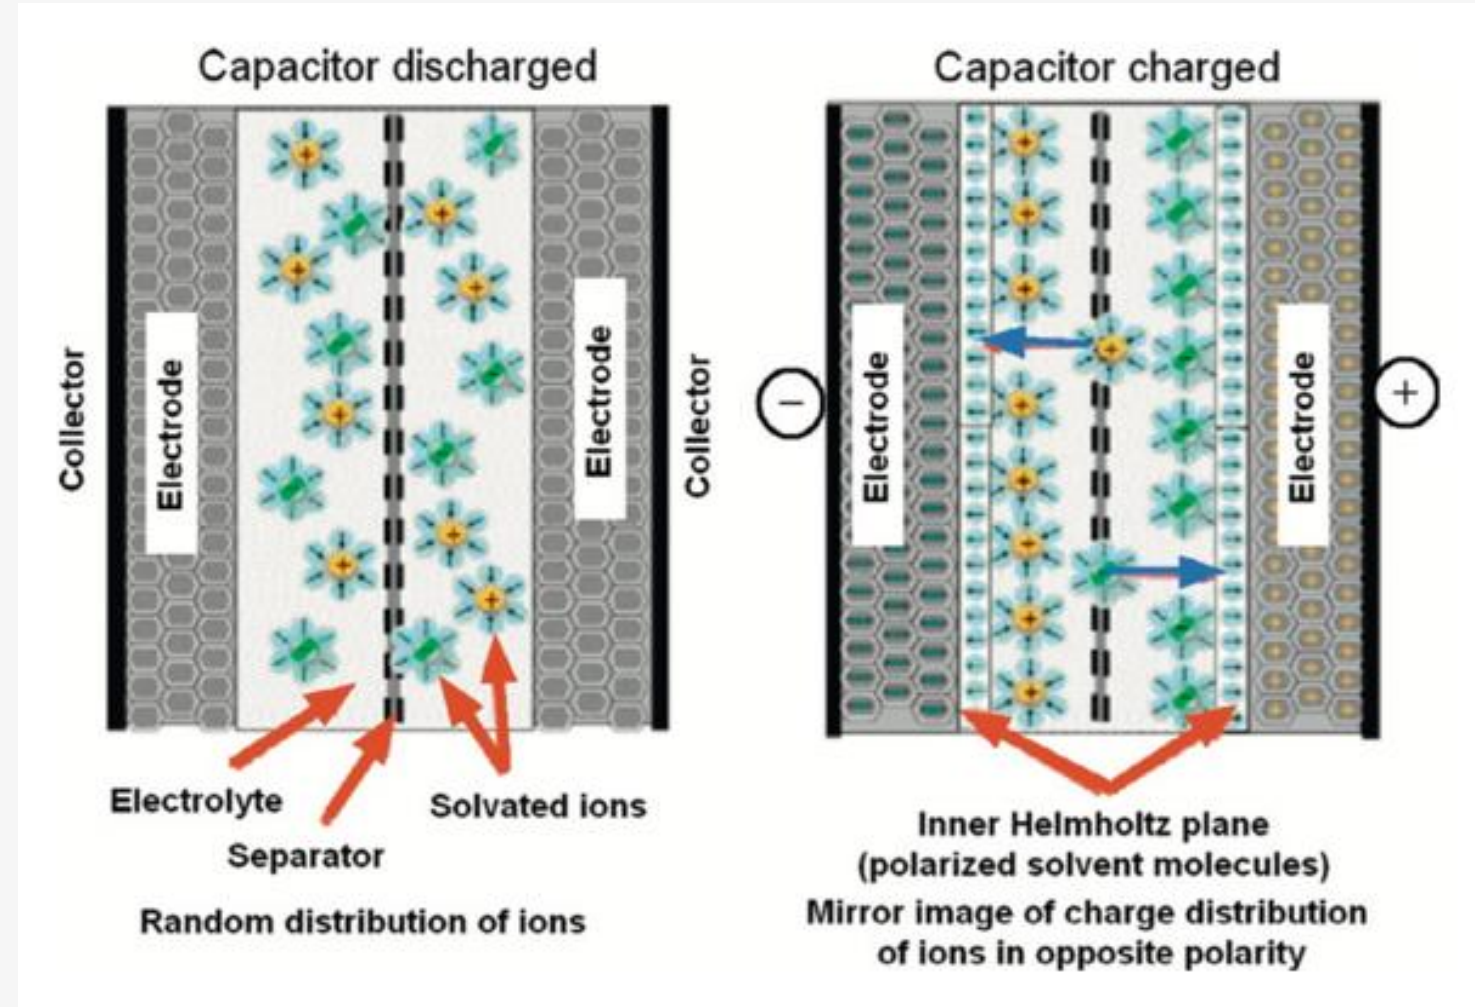 Capacitor discharged
Collector
Electrode
Electrode
Collector
Electrolyte
Separator
Solvated ions
Random distribution of ions
Capacitor charged
−
Electrode
Electrode
+
Inner Helmholtz plane
(polarized solvent molecules)
Mirror image of charge distribution
of ions in opposite polarity